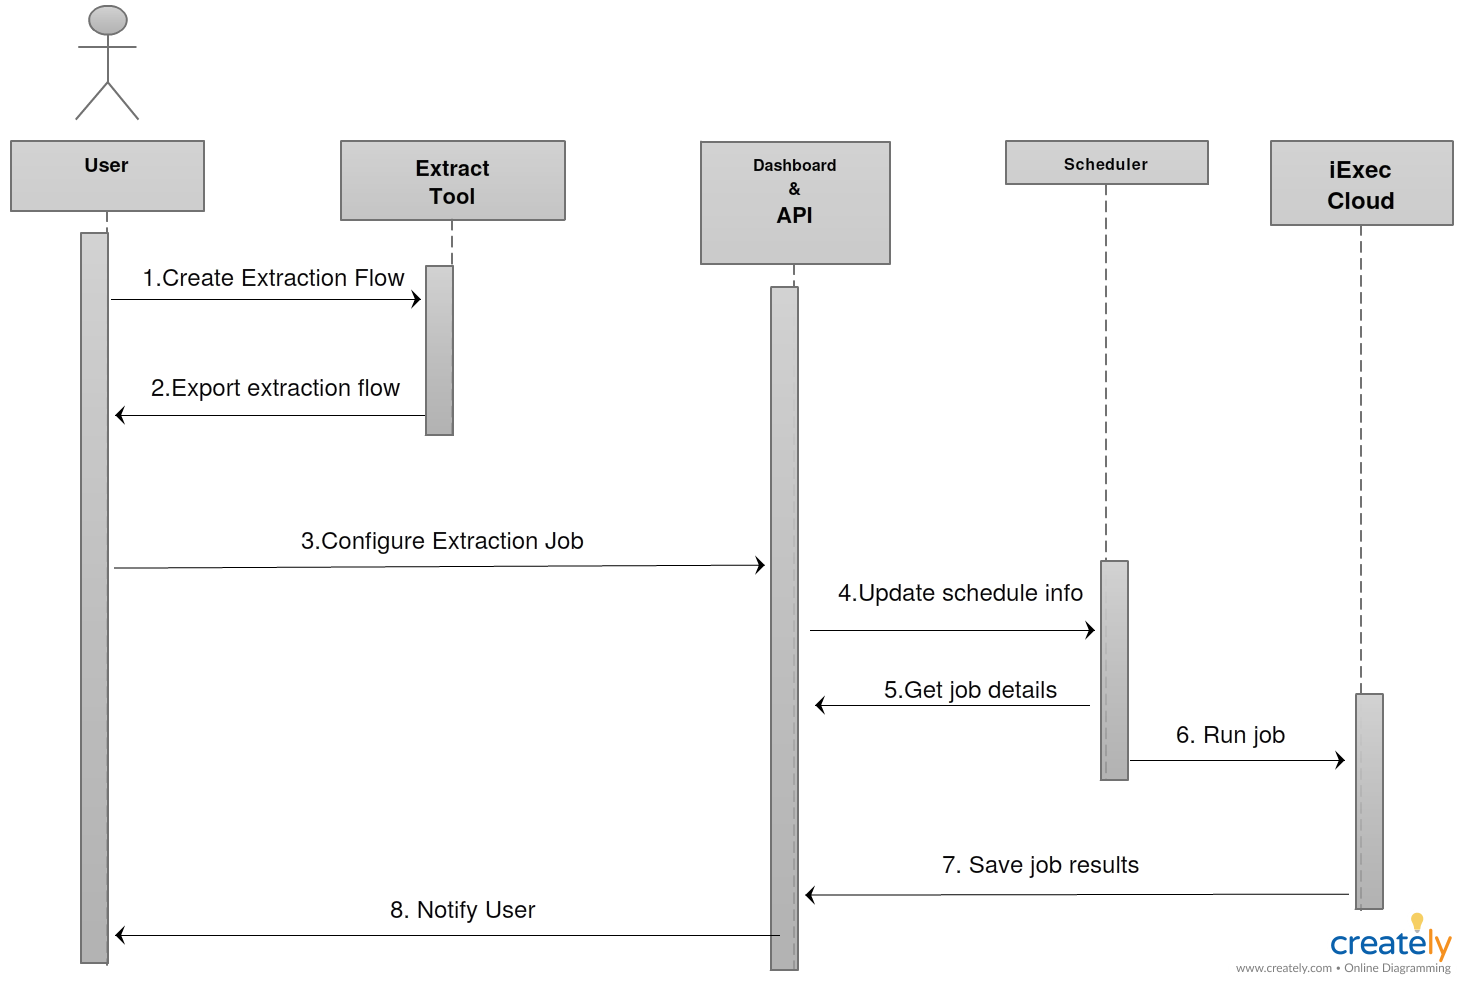 User
Extract
Tool
Dashboard
&
API
Scheduler
iExec
Cloud
1.Create Extraction Flow
2.Export extraction flow
3.Configure Extraction Job
4.Update schedule info
5.Get job details
6. Run job
7. Save job results
8. Notify User
creately
www.creately.com • Online Diagramming